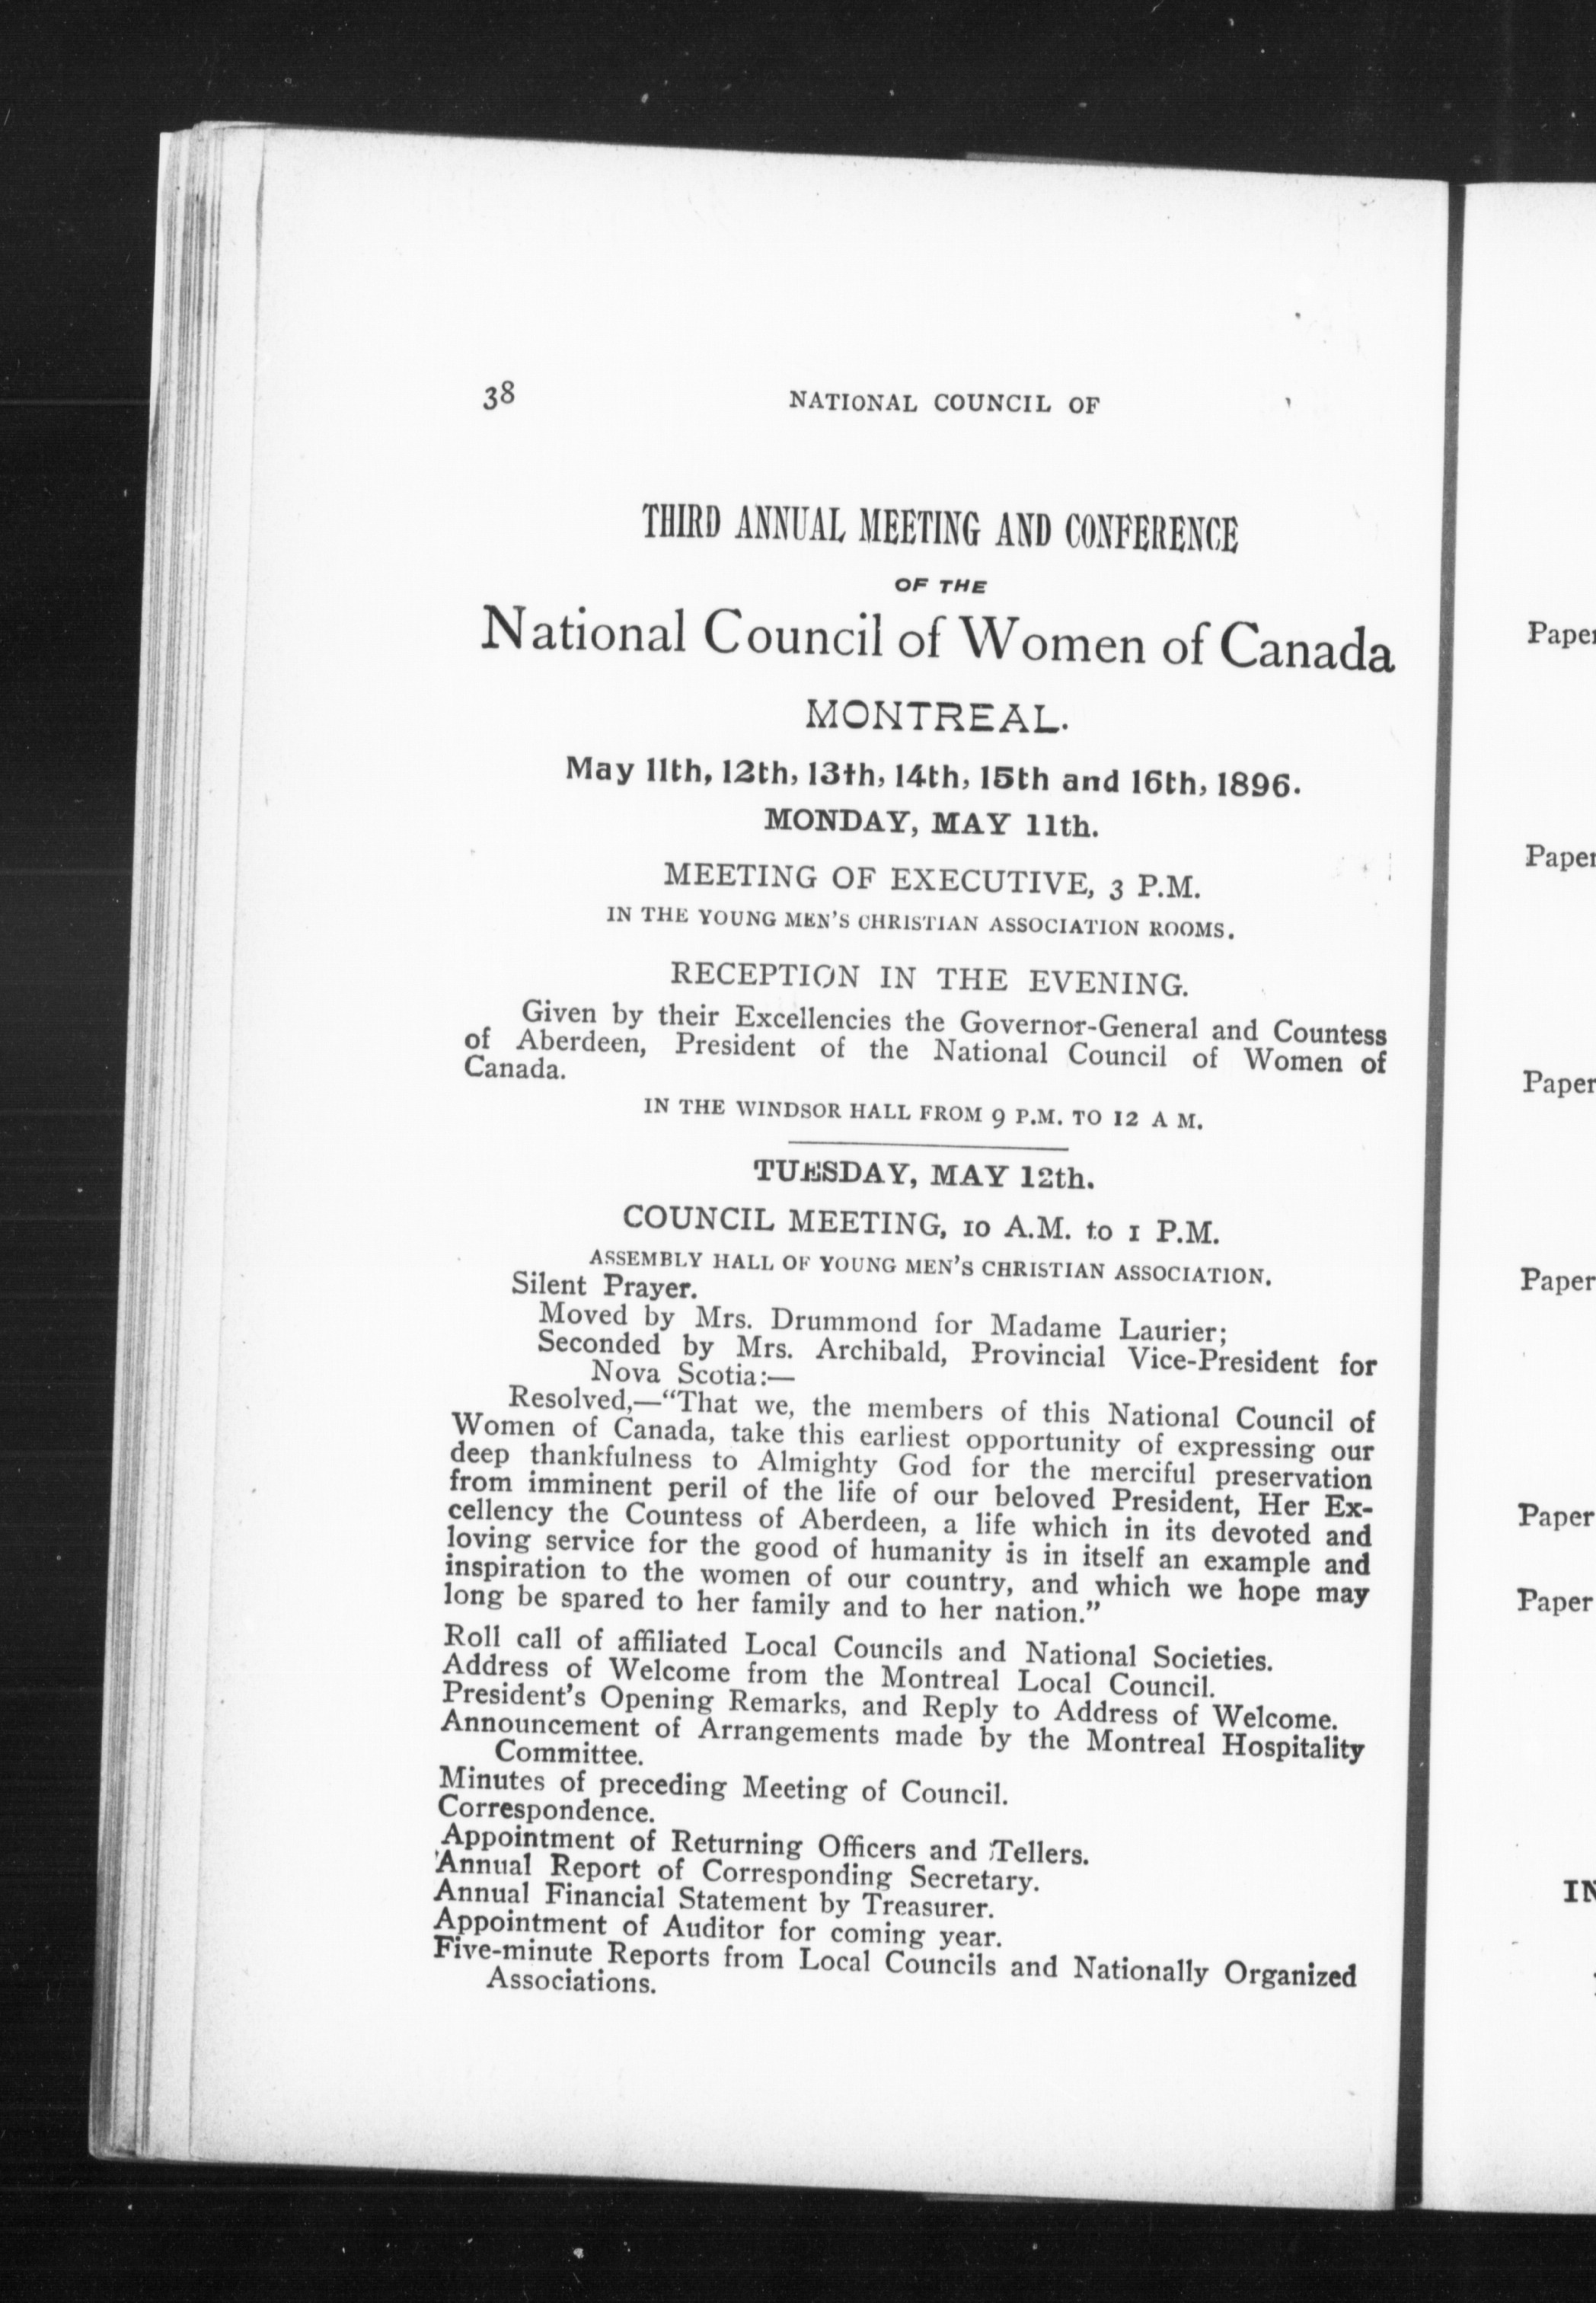 38 NATIONAL COUNCIL OF
THIRD ANNUAL MEETING AND CONFERENCE
OF THE
National Council of Women of Canada
MONTREAL.
May 11th, 12th, 13th, 14th, 15th and 16th, 1896.
MONDAY, MAY 11th.
MEETING OF EXECUTIVE, 3 P.M.
IN THE YOUNG MEN'S CHRISTIAN ASSOCIATION ROOMS.
RECEPTION IN THE EVENING.
Given by their Excellencies the Governor-General and Countess
of Aberdeen, President of the National Council of Women of
Canada.
IN THE WINDSOR HALL FROM 9 P.M. TO 12 A M.
TUESDAY, MAY 12th.
COUNCIL MEETING, 10 A.M. to 1 P.M.
ASSEMBLY HALL OF YOUNG MEN'S CHRISTIAN ASSOCIATION.
Silent Prayer.
Moved by Mrs. Drummond for Madame Laurier;
Seconded by Mrs. Archibald, Provincial Vice-President for
Nova Scotia:—
Resolved,—"That we, the members of this National Council of
Women of Canada, take this earliest opportunity of expressing our
deep thankfulness to Almighty God for the merciful preservation
from imminent peril of the life of our beloved President, Her Ex-
cellency the Countess of Aberdeen, a life which in its devoted and
loving service for the good of humanity is in itself an example and
inspiration to the women of our country, and which we hope may
long be spared to her family and to her nation."
Roll call of affiliated Local Councils and National Societies.
Address of Welcome from the Montreal Local Council.
President's Opening Remarks, and Reply to Address of Welcome.
Announcement of Arrangements made by the Montreal Hospitality
Committee.
Minutes of preceding Meeting of Council.
Correspondence.
Appointment of Returning Officers and Tellers.
Annual Report of Corresponding Secretary.
Annual Financial Statement by Treasurer.
Appointment of Auditor for coming year.
Five-minute Reports from Local Councils and Nationally Organized
Associations.
Paper
Paper
Paper
Paper
Paper
Paper